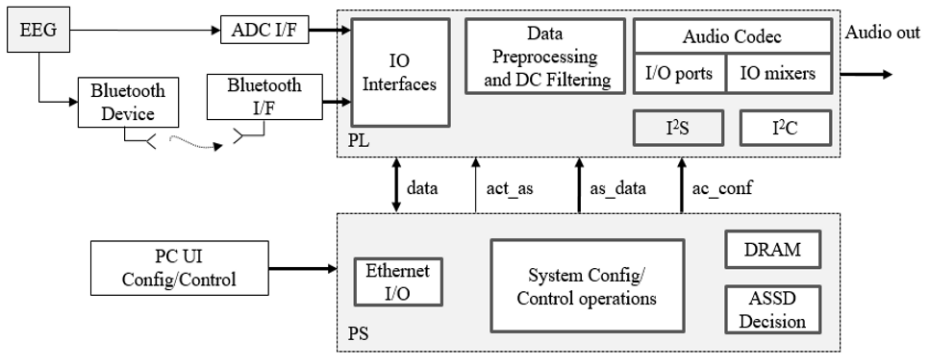 EEG
ADC I/F
Bluetooth
Device
Bluetooth
I/F
IO
Interfaces
PL
Data
Preprocessing
and DC Filtering
Audio Codec
I/O ports
IO mixers
I²S
I²C
Audio out
data
act_as
as_data
ac_conf
PC UI
Config/Control
Ethernet
I/O
PS
System Config/
Control operations
DRAM
ASSD
Decision